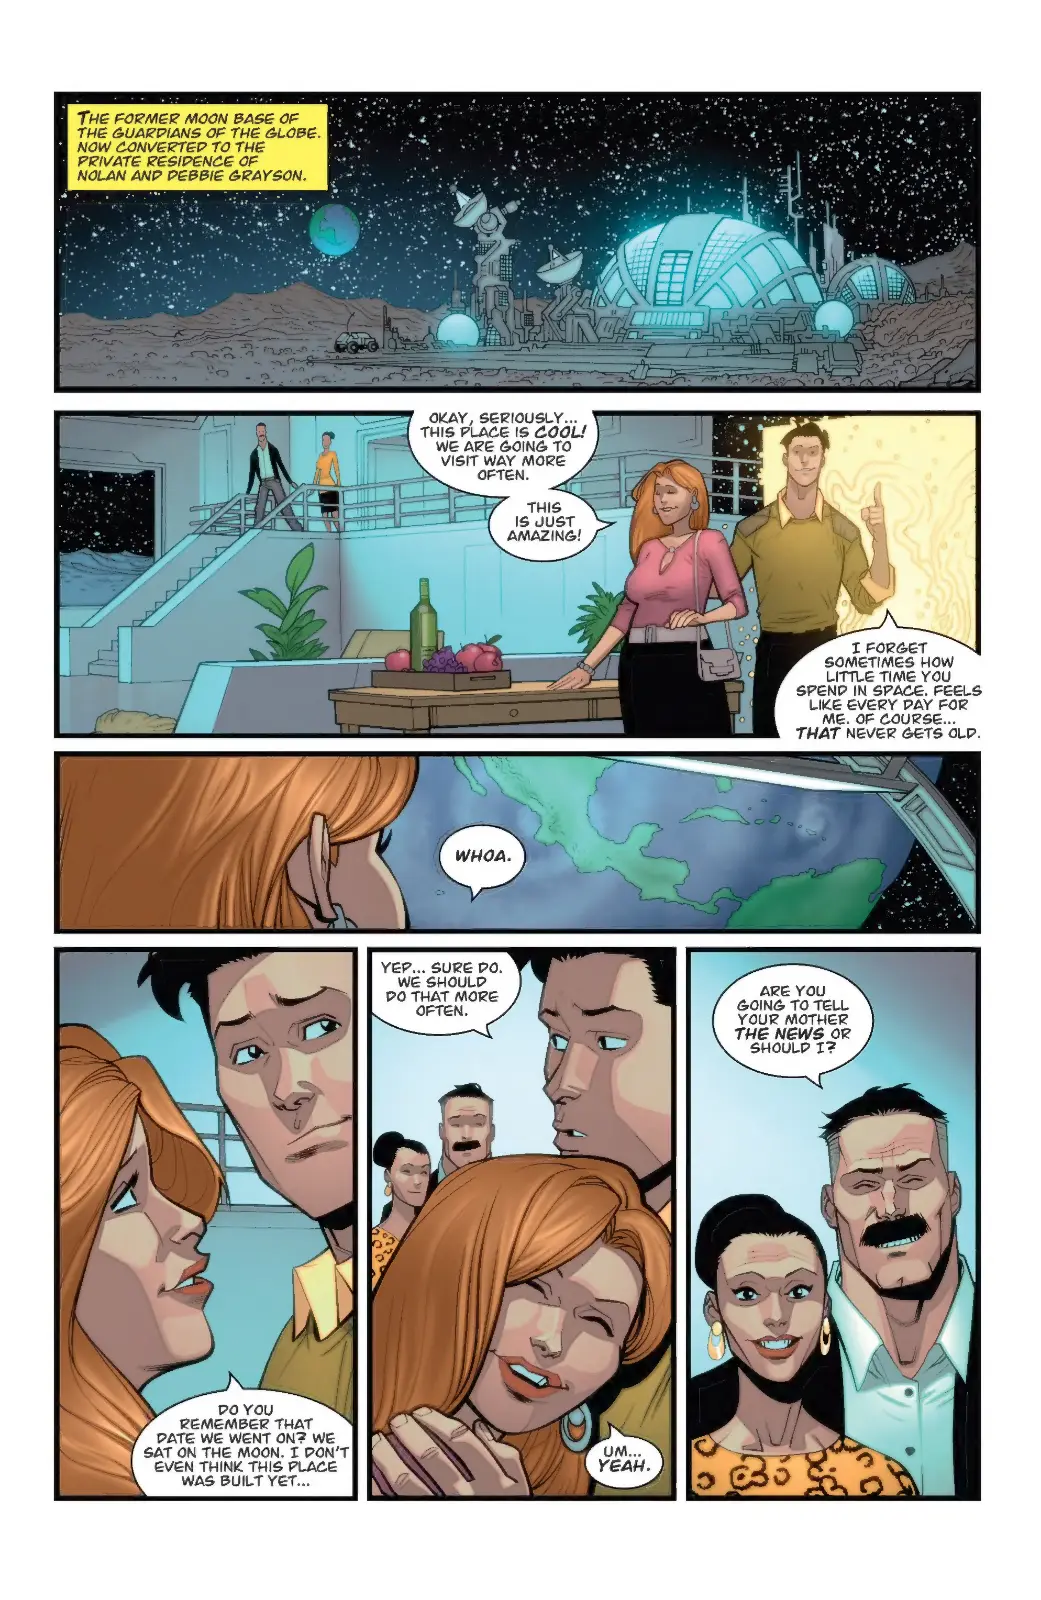 THE FORMER MOON BASE OF
THE GUARDIANS OF THE GLOBE.
NOW CONVERTED TO THE
PRIVATE RESIDENCE OF
NOLAN AND DEBBIE GRAYSON.
OKAY, SERIOUSLY...
THIS PLACE IS COOL!
WE ARE GOING TO
VISIT WAY MORE
OFTEN.
THIS
IS JUST
AMAZING!
I FORGET
SOMETIMES HOW
LITTLE TIME YOU
SPEND IN SPACE. FEELS
LIKE EVERY DAY FOR
ME. OF COURSE...
THAT NEVER GETS OLD.
WHOA.
DO YOU
REMEMBER THAT
DATE WE WENT ON? WE
SAT ON THE MOON. I DON'T
EVEN THINK THIS PLACE
WAS BUILT YET...
YEP... SURE DO.
WE SHOULD
DO THAT MORE
OFTEN.
UM...
YEAH.
ARE YOU
GOING TO TELL
YOUR MOTHER
THE NEWS OR
SHOULD I?